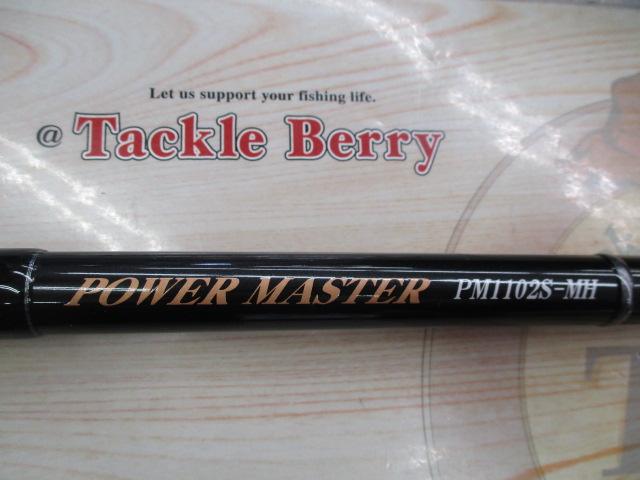 Let us support your fishing life.
@ Tackle Berry
POWER MASTER PM1102S-MH